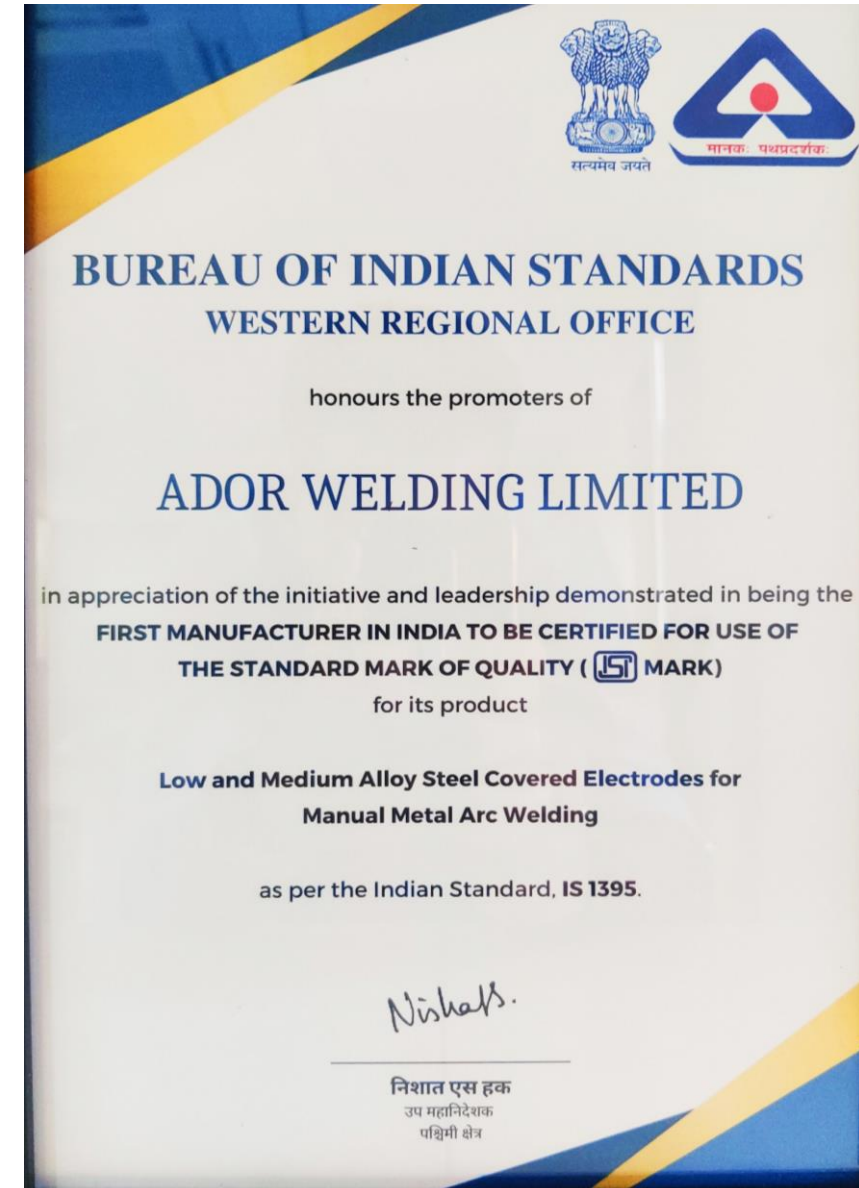 सत्यमेव जयते
मानकः पथप्रदर्शकः
BUREAU OF INDIAN STANDARDS
WESTERN REGIONAL OFFICE
honours the promoters of
ADOR WELDING LIMITED
in appreciation of the initiative and leadership demonstrated in being the
FIRST MANUFACTURER IN INDIA TO BE CERTIFIED FOR USE OF
THE STANDARD MARK OF QUALITY ( ISI MARK)
for its product
Low and Medium Alloy Steel Covered Electrodes for
Manual Metal Arc Welding
as per the Indian Standard, IS 1395.
निशात एस हक
उप महानिदेशक
पश्चिमी क्षेत्र